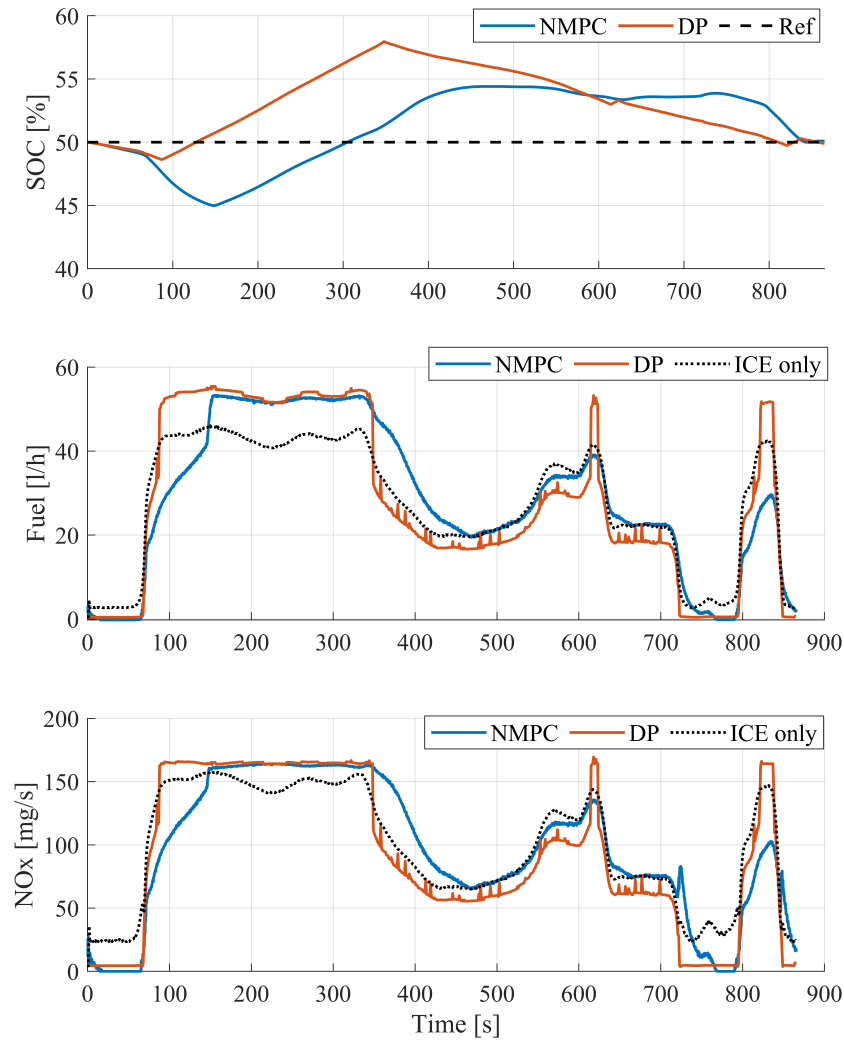 NMPC DP Ref
SOC [%]
60
55
50
45
40
0 100 200 300 400 500 600 700 800
NMPC DP ICE only
Fuel [l/h]
60
40
20
0
0 100 200 300 400 500 600 700 800 900
NMPC DP ICE only
NOx [mg/s]
200
150
100
50
0
0 100 200 300 400 500 600 700 800 900
Time [s]